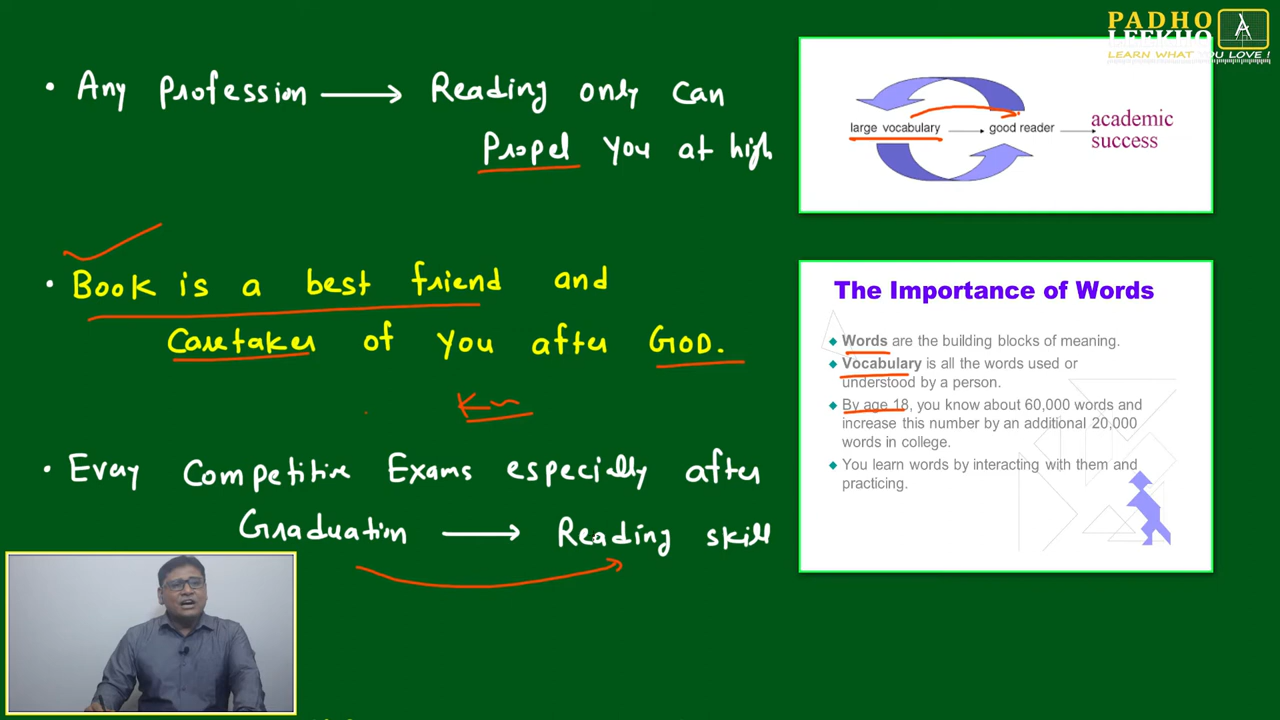 PADHO
LEEKHO
LEARN WHAT YOU LOVE !
• Any Profession → Reading only can
Propel you at high
• Book is a best friend and
Caretaker of you after GOD.
• Every Competitive Exams especially after
Graduation → Reading skill
large vocabulary → good reader → academic
success
The Importance of Words
Words are the building blocks of meaning.
Vocabulary is all the words used or
understood by a person.
By age 18, you know about 60,000 words and
increase this number by an additional 20,000
words in college.
You learn words by interacting with them and
practicing.